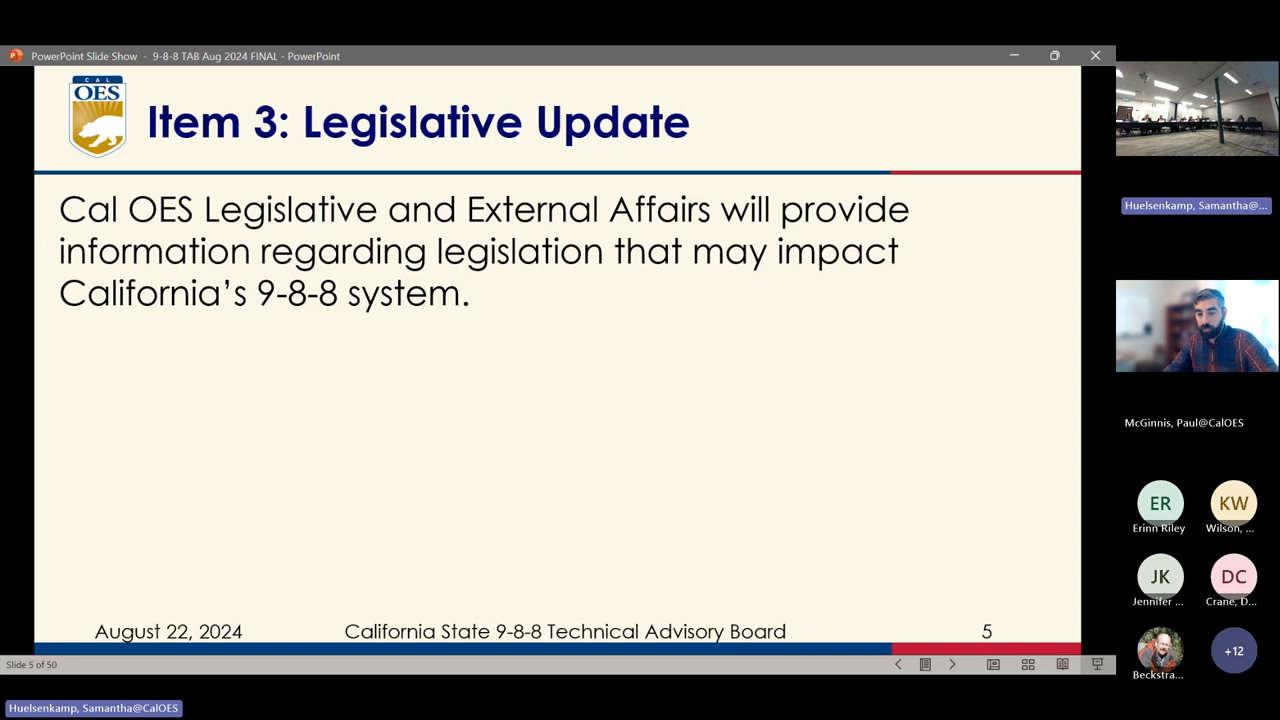 PowerPoint Slide Show - 9-8-8 TAB Aug 2024 FINAL - PowerPoint
CAL
OES
Item 3: Legislative Update
Cal OES Legislative and External Affairs will provide
information regarding legislation that may impact
California's 9-8-8 system.
August 22, 2024
California State 9-8-8 Technical Advisory Board
5
Slide 5 of 50
Huelsenkamp, Samantha@CalOES
Huelsenkamp, Samantha@...
McGinnis, Paul@CalOES
ER
KW
Erinn Riley
Wilson, ...
JK
DC
Jennifer ...
Crane, D...
+12
Beckstra...